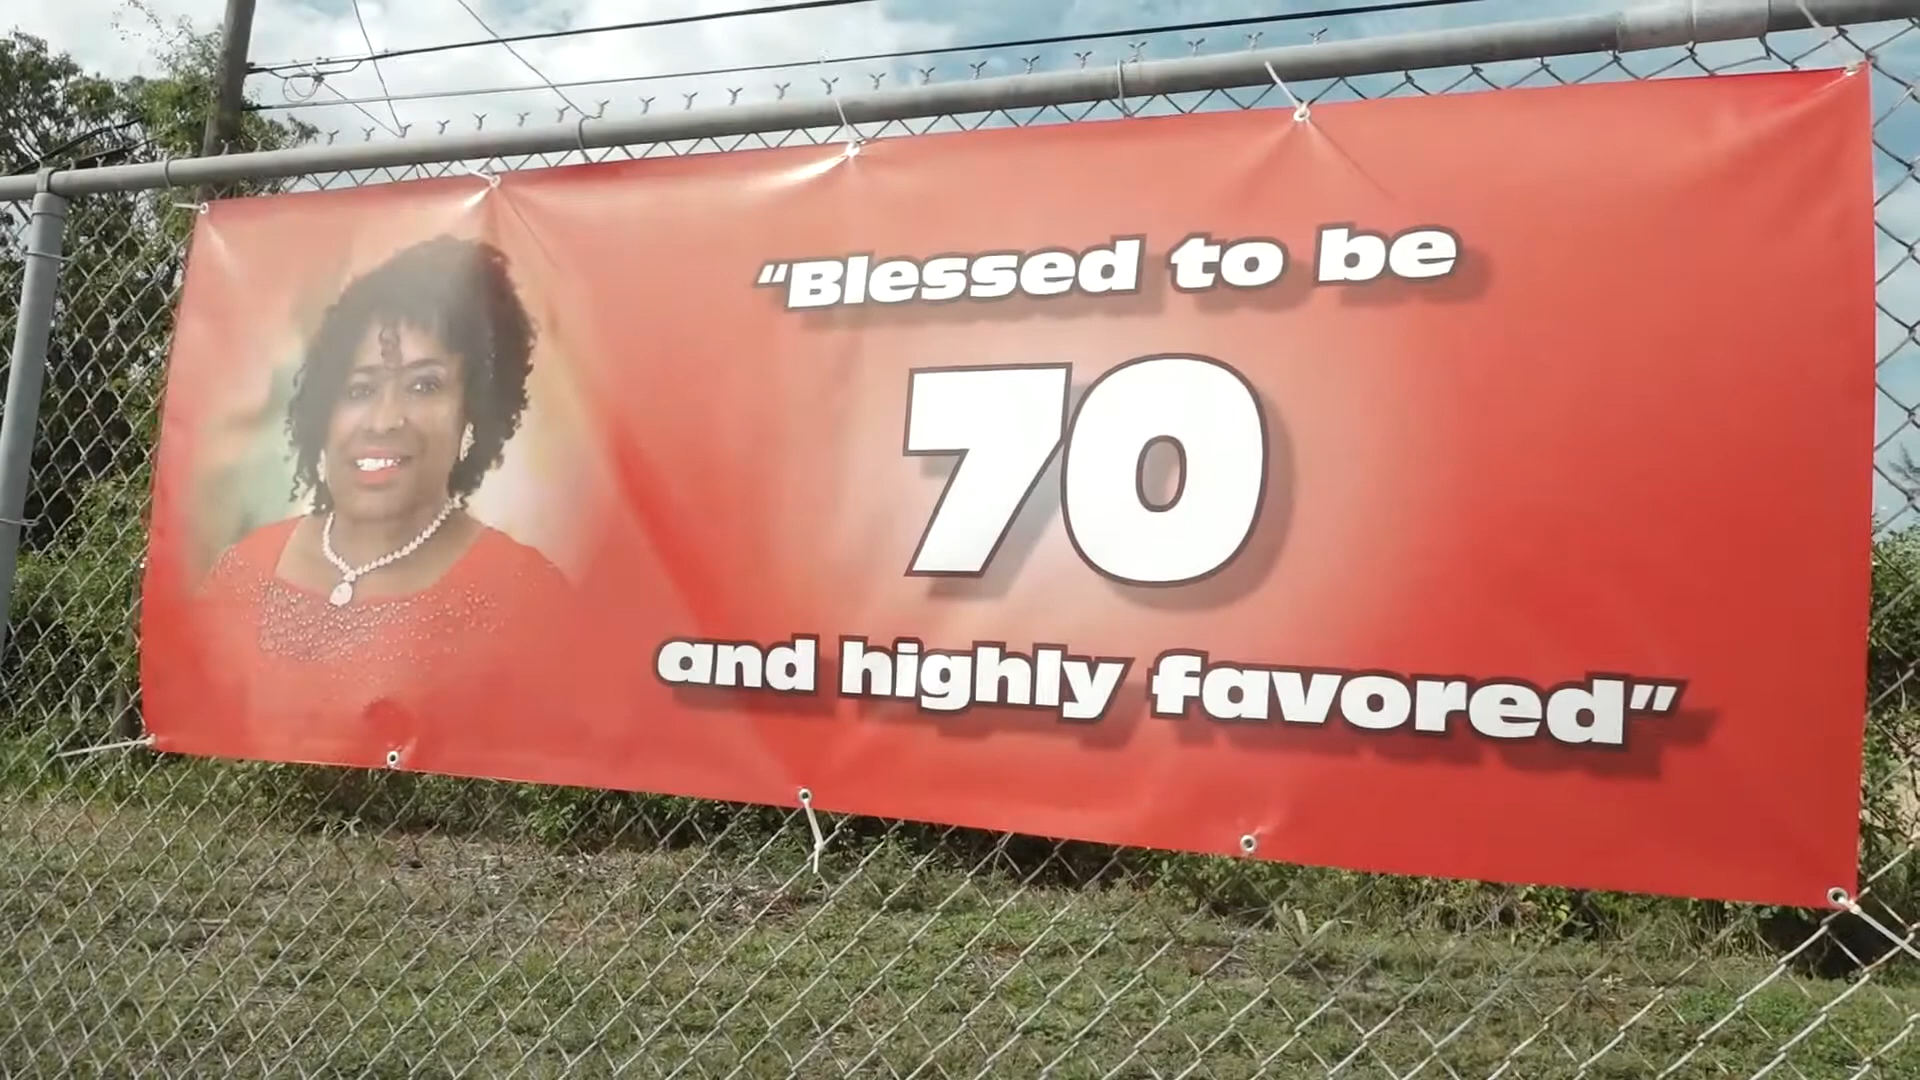 “Blessed to be
70
and highly favored”